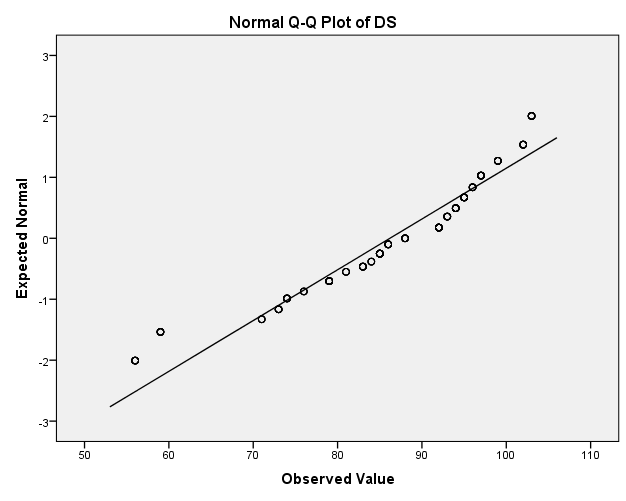 Normal Q-Q Plot of DS
3
2
1
0
-1
-2
-3
Expected Normal
50 60 70 80 90 100 110
Observed Value